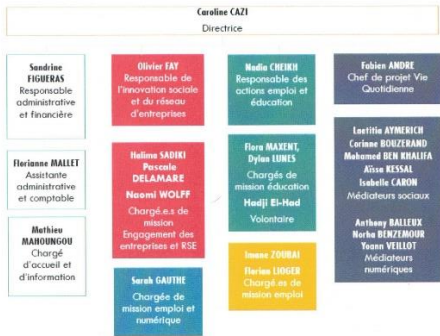 Caroline CAZI
Directrice
Sandrine
FIGUERAS
Responsable
administrative
et financière
Florianne MALLET
Assistante
administrative
et comptable
Mathieu
MAHOUNGOU
Chargé
d'accueil et
d'information
Olivier FAY
Responsable de
l'innovation sociale
et du réseau
d'entreprises
Halima SADIKI
Pascale
DELAMARE
Naomi WOLFF
Chargé.e.s de
mission
Engagement des
entreprises et RSE
Sarah GAUTHE
Chargée de
mission emploi et
numérique
Nadia CHEIKH
Responsable des
actions emploi et
éducation
Flora MAXENT,
Dylan LUNES
Chargés de
mission éducation
Hadji El-Had
Volontaire
Imane ZOUBAI
Florian LIOGER
Chargé.es de
mission emploi
Fabien ANDRE
Chef de projet Vie
Quotidienne
Laetitia AYMERICH
Corinne BOUZERAND
Mohamed BEN KHALIFA
Aïssa KESSAL
Isabelle CARON
Médiateurs sociaux
Anthony BALLEUX
Norha BENZEMOUR
Yoann VEILLOT
Médiateurs
numériques